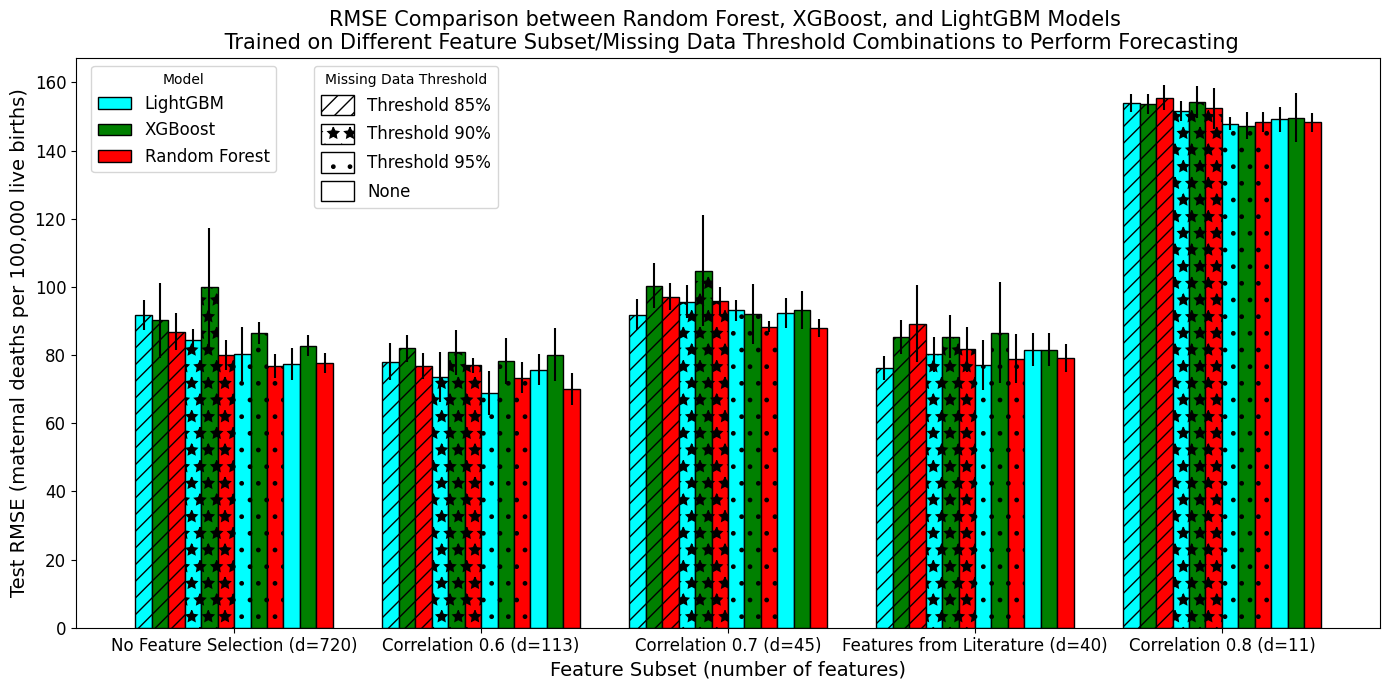 RMSE Comparison between Random Forest, XGBoost, and LightGBM Models
Trained on Different Feature Subset/Missing Data Threshold Combinations to Perform Forecasting
Test RMSE (maternal deaths per 100,000 live births)
160
140
120
100
80
60
40
20
0
Model
LightGBM
XGBoost
Random Forest
Missing Data Threshold
Threshold 85%
Threshold 90%
Threshold 95%
None
No Feature Selection (d=720)
Correlation 0.6 (d=113)
Correlation 0.7 (d=45)
Features from Literature (d=40)
Correlation 0.8 (d=11)
Feature Subset (number of features)